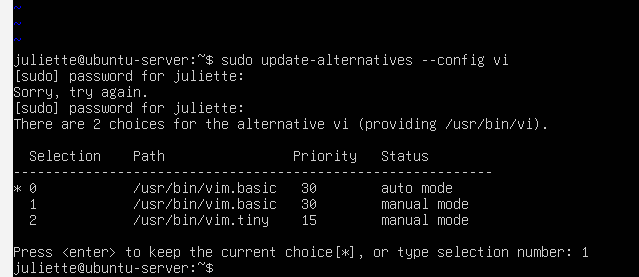 ~
~
~
juliette@ubuntu-server:~$ sudo update-alternatives --config vi
[sudo] password for juliette:
Sorry, try again.
[sudo] password for juliette:
There are 2 choices for the alternative vi (providing /usr/bin/vi).
  Selection    Path                Priority   Status
------------------------------------------------------------
* 0            /usr/bin/vim.basic   30        auto mode
  1            /usr/bin/vim.basic   30        manual mode
  2            /usr/bin/vim.tiny    15        manual mode
Press <enter> to keep the current choice[*], or type selection number: 1
juliette@ubuntu-server:~$